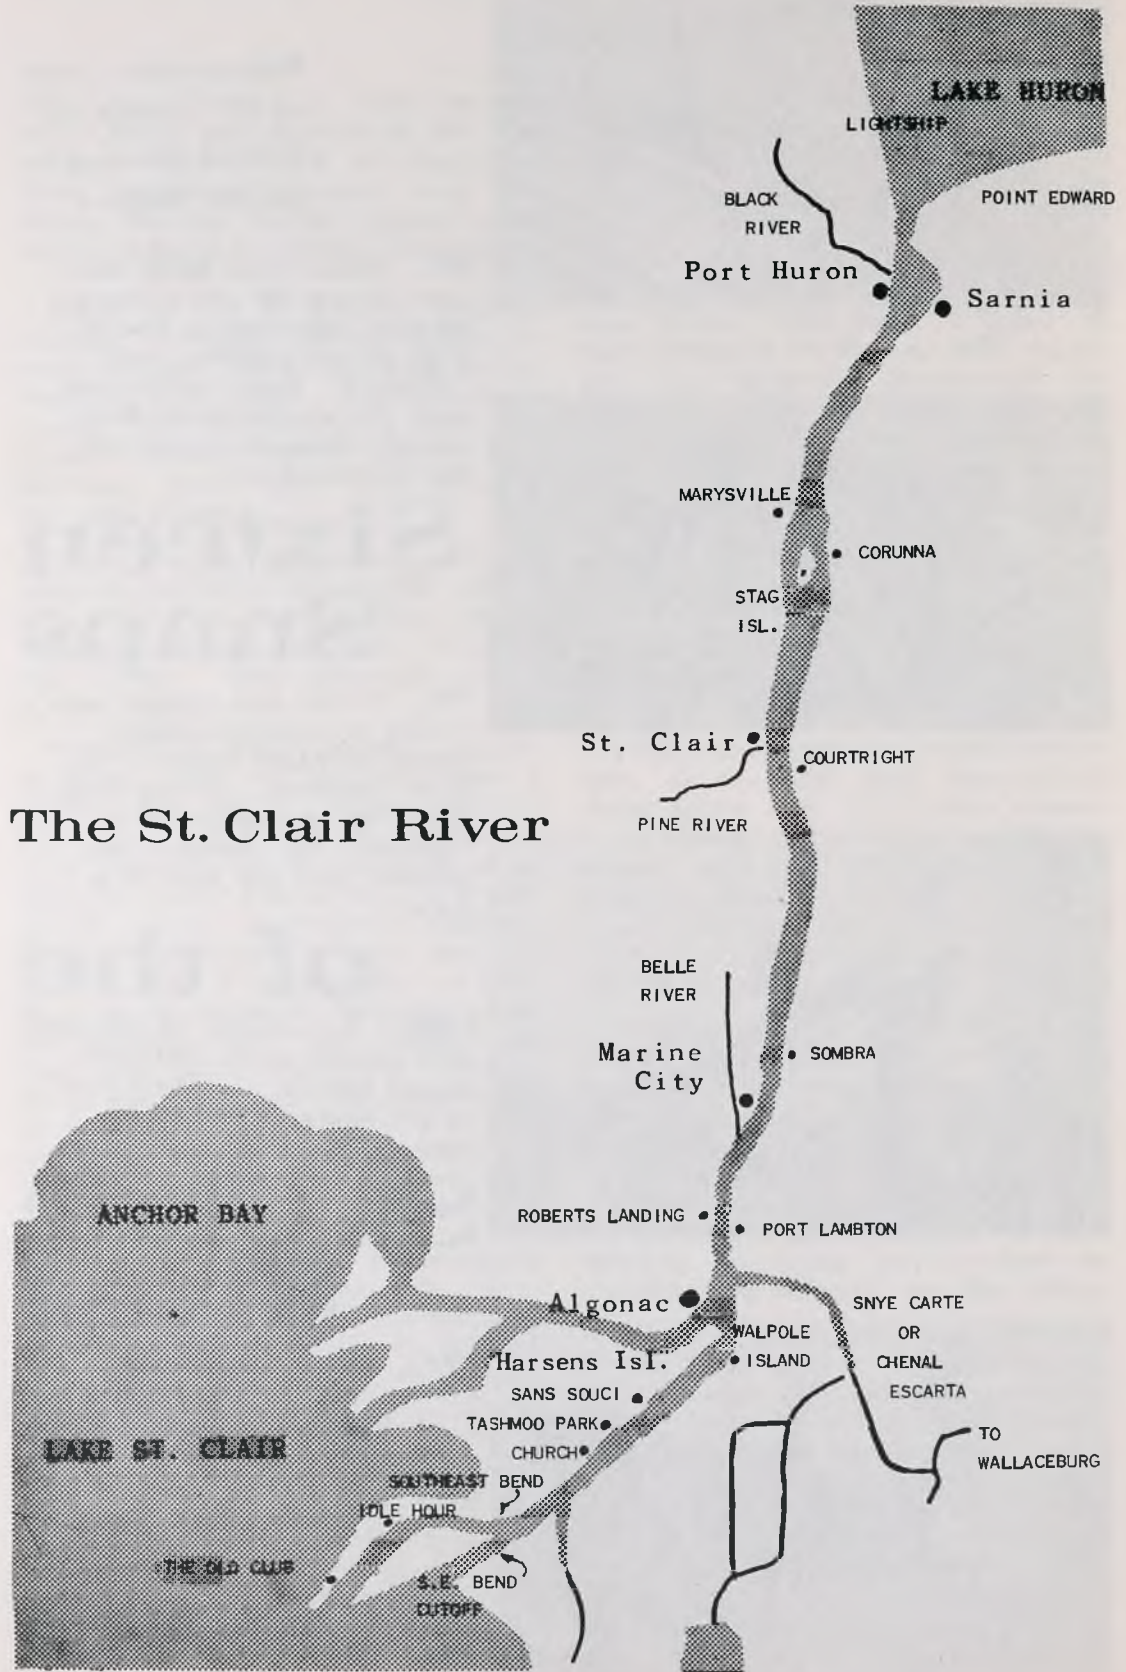 LAKE HURON
LIGHTSHIP
POINT EDWARD
BLACK
RIVER
Port Huron
Sarnia
MARYSVILLE
CORUNNA
STAG
ISL.
St. Clair
COURTRIGHT
PINE RIVER
The St. Clair River
BELLE
RIVER
Marine
City
SOMBRA
ANCHOR BAY
ROBERTS LANDING
PORT LAMBTON
Algonac
SNYE CARTE
OR
CHENAL
ESCARTA
WALPOLE
ISLAND
Harsens Isl.
SANS SOUCI
TASHMOO PARK
CHURCH
TO
WALLACEBURG
LAKE ST. CLAIR
SOUTHEAST BEND
IDLE HOUR
THE OLD CLUB
S.E. BEND
CUTOFF